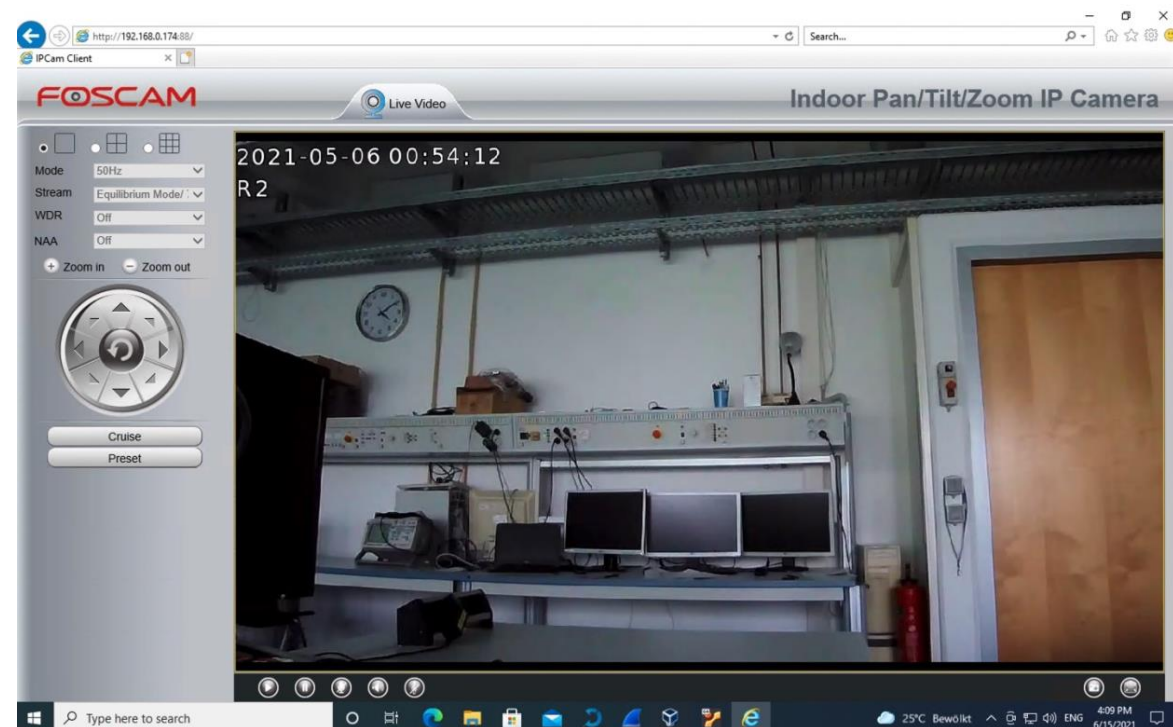 http://192.168.0.174:88/
Search...
IPCam Client
FOSCAM
Live Video
Indoor Pan/Tilt/Zoom IP Camera
Mode 50Hz
Stream Equilibrium Mode/
WDR Off
NAA Off
Zoom in Zoom out
Cruise
Preset
2021-05-06 00:54:12
R2
Type here to search
25°C Bewölkt ENG
4:09 PM
6/15/2021